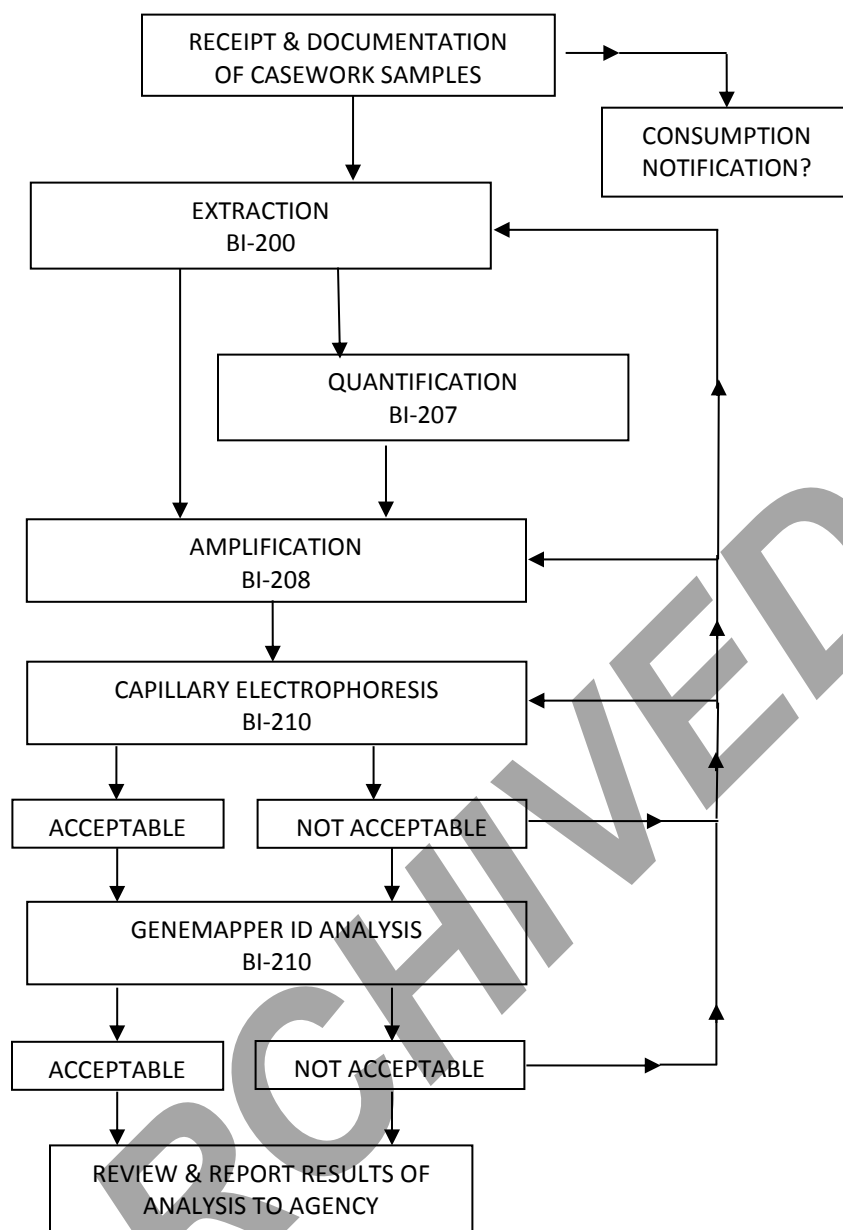 RECEIPT & DOCUMENTATION
OF CASEWORK SAMPLES
CONSUMPTION
NOTIFICATION?
EXTRACTION
BI-200
QUANTIFICATION
BI-207
AMPLIFICATION
BI-208
CAPILLARY ELECTROPHORESIS
BI-210
ACCEPTABLE
NOT ACCEPTABLE
GENEMAPPER ID ANALYSIS
BI-210
ACCEPTABLE
NOT ACCEPTABLE
REVIEW & REPORT RESULTS OF
ANALYSIS TO AGENCY
RCHIVED